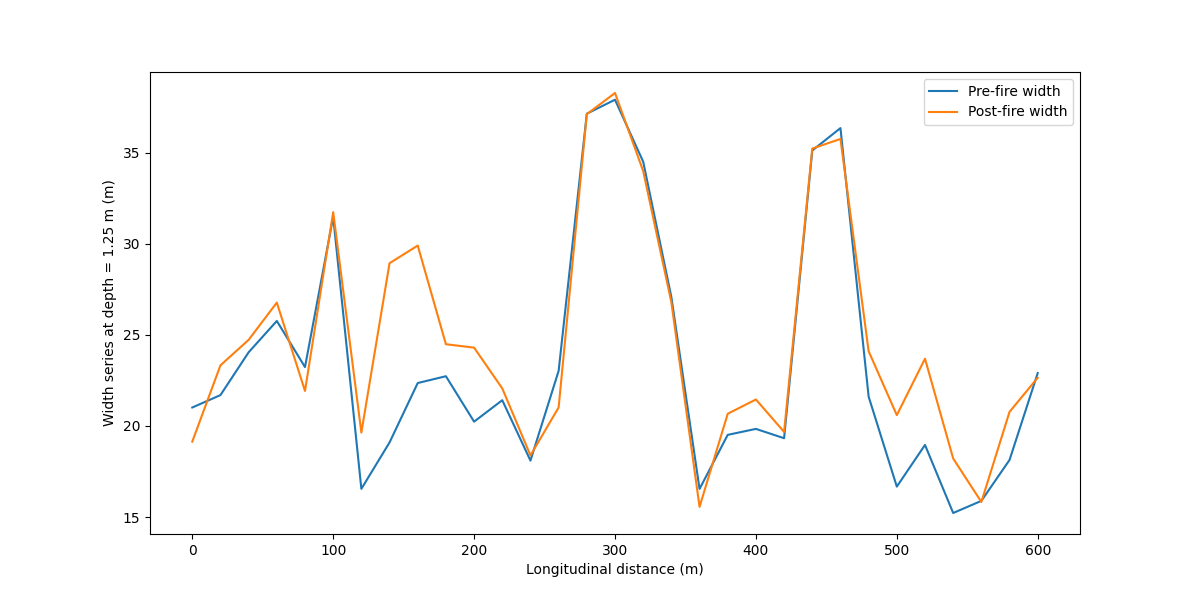 Pre-fire width
Post-fire width
Width series at depth = 1.25 m (m)
35
30
25
20
15
0 100 200 300 400 500 600
Longitudinal distance (m)